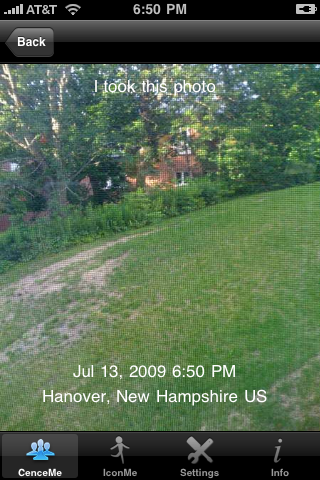 AT&T 6:50 PM
Back
I took this photo
Jul 13, 2009 6:50 PM
Hanover, New Hampshire US
CenceMe IconMe Settings Info